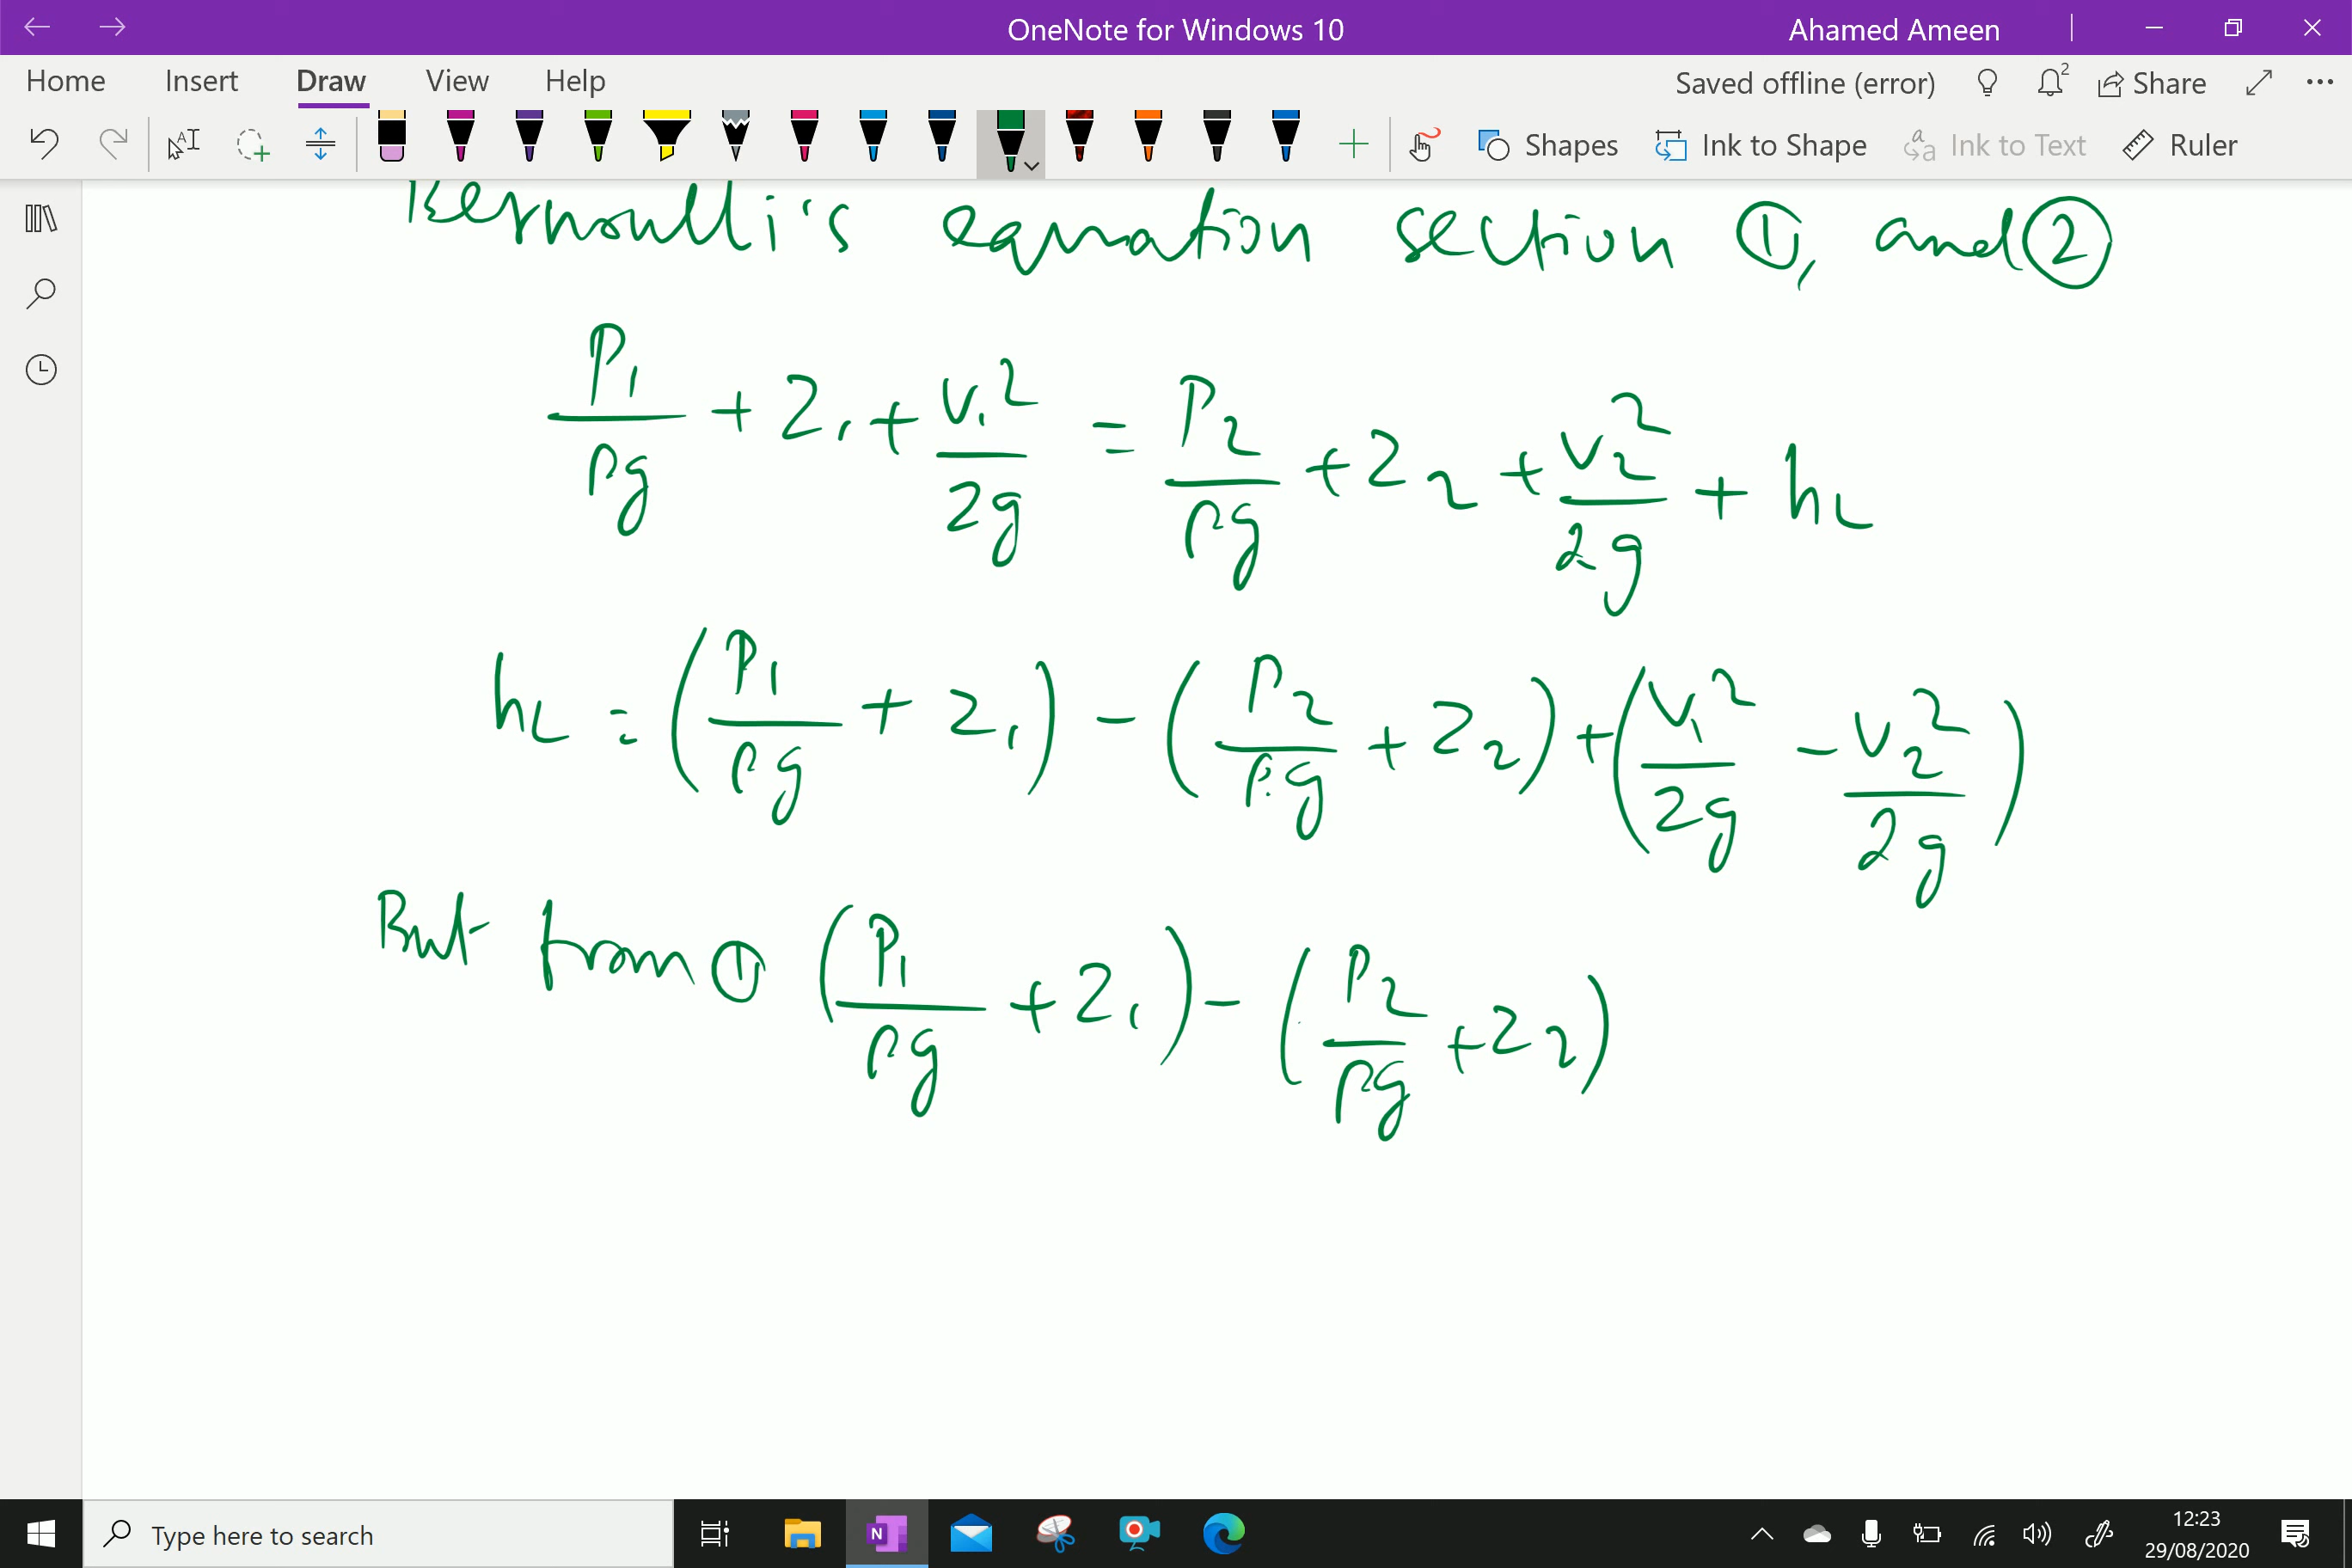 OneNote for Windows 10 Ahamed Ameen
Home Insert Draw View Help Saved offline (error) 2 Share
Shapes Ink to Shape Ink to Text Ruler
Bernoulli's equation section ①, and ②
P₁/ρg + Z₁ + V₁²/2g = P₂/ρg + Z₂ + V₂²/2g + hL
hL = (P₁/ρg + Z₁) - (P₂/ρg + Z₂) + (V₁²/2g - V₂²/2g)
But from ① (P₁/ρg + Z₁) - (P₂/ρg + Z₂)
Type here to search 12:23
29/08/2020